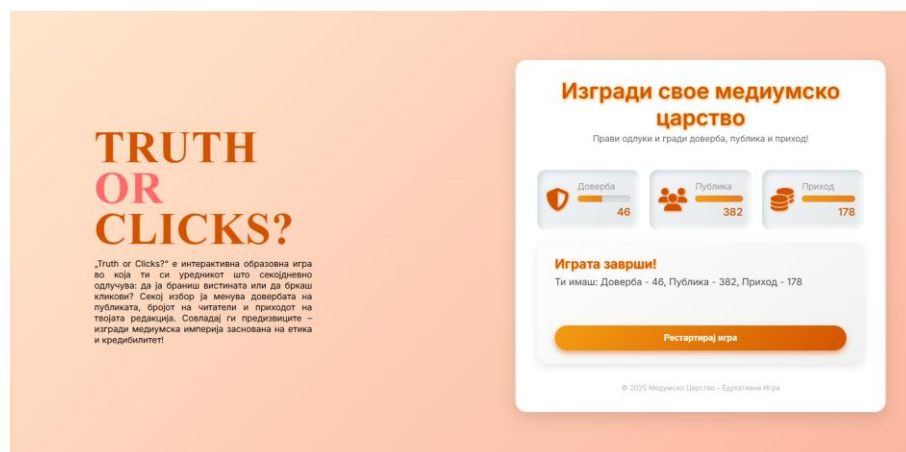 TRUTH
OR
CLICKS?
„Truth or Clicks?“ е интерактивна образовна игра
во која ти си уредникот што секојдневно
одлучува: да ја браниш вистината или да бркаш
кликови? Секој избор ја менува довербата на
публиката, бројот на читатели и приходот на
твојата редакција. Совладај ги предизвиците –
изгради медиумска империја заснована на етика
и кредибилитет!
Изгради свое медиумско
царство
Прави одлуки и гради доверба, публика и приход!
Доверба
46
Публика
382
Приход
178
Играта заврши!
Ти имаш: Доверба - 46, Публика - 382, Приход - 178
Рестартирај игра
© 2025 Медумско Царство – Едукативна Игра